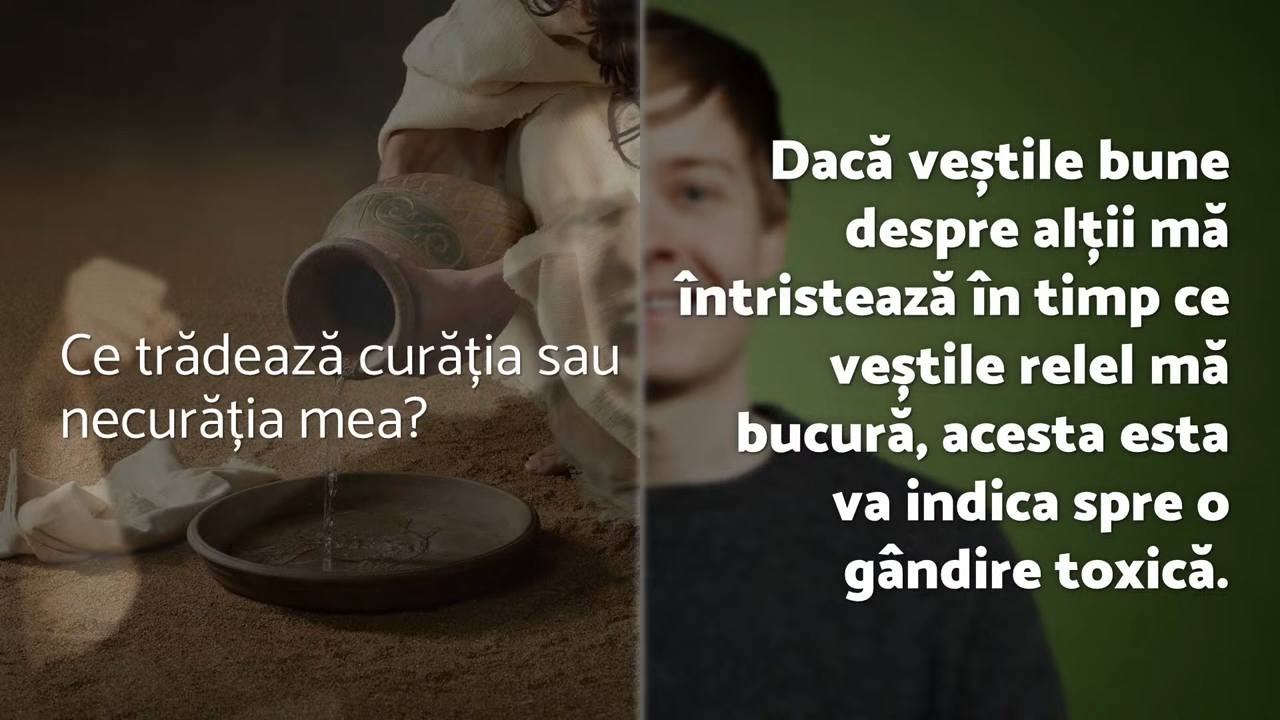 Ce trădează curăția sau
necurăția mea?
Dacă veștile bune
despre alții mă
întristează în timp ce
veștile relel mă
bucură, acesta esta
va indica spre o
gândire toxică.